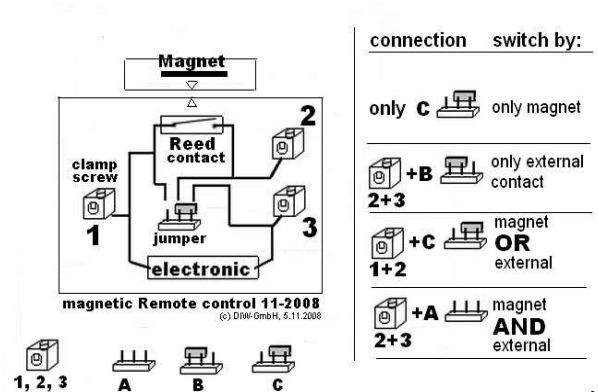 Magnet
Reed
contact
2
clamp
screw
1
3
jumper
electronic
magnetic Remote control 11-2008
(c) DIW-GmbH, 5.11.2008
1, 2, 3
A
B
C
connection switch by:
only C only magnet
+B only external
contact
2+3
+C magnet
OR
external
1+2
+A magnet
AND
external
2+3